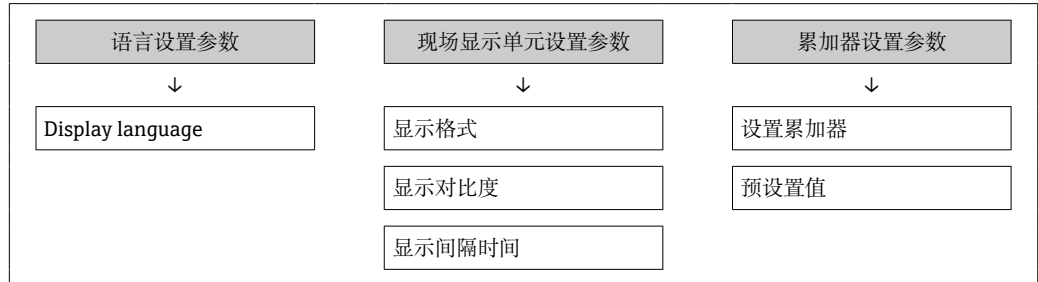 语言设置参数
现场显示单元设置参数
累加器设置参数
↓
↓
↓
Display language
显示格式
设置累加器
显示对比度
预设置值
显示间隔时间